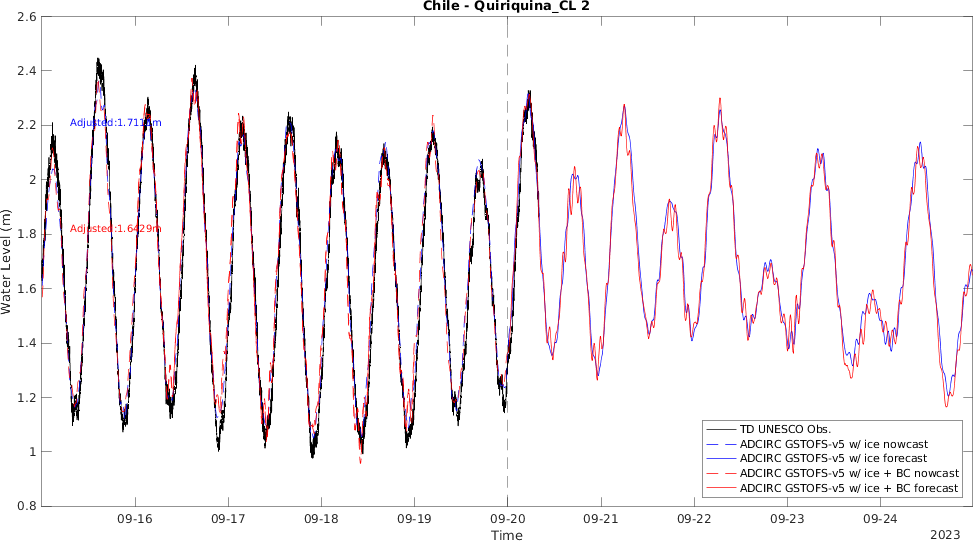 Chile - Quiriquina_CL 2
2.6
2.4
2.2
2
1.8
1.6
1.4
1.2
1
0.8
Water Level (m)
Adjusted:1.6429m
TD UNESCO Obs.
ADCIRC GSTOFS-v5 w/ ice nowcast
ADCIRC GSTOFS-v5 w/ ice forecast
ADCIRC GSTOFS-v5 w/ ice + BC nowcast
ADCIRC GSTOFS-v5 w/ ice + BC forecast
09-16
09-17
09-18
09-19
09-20
09-21
09-22
09-23
09-24
Time
2023